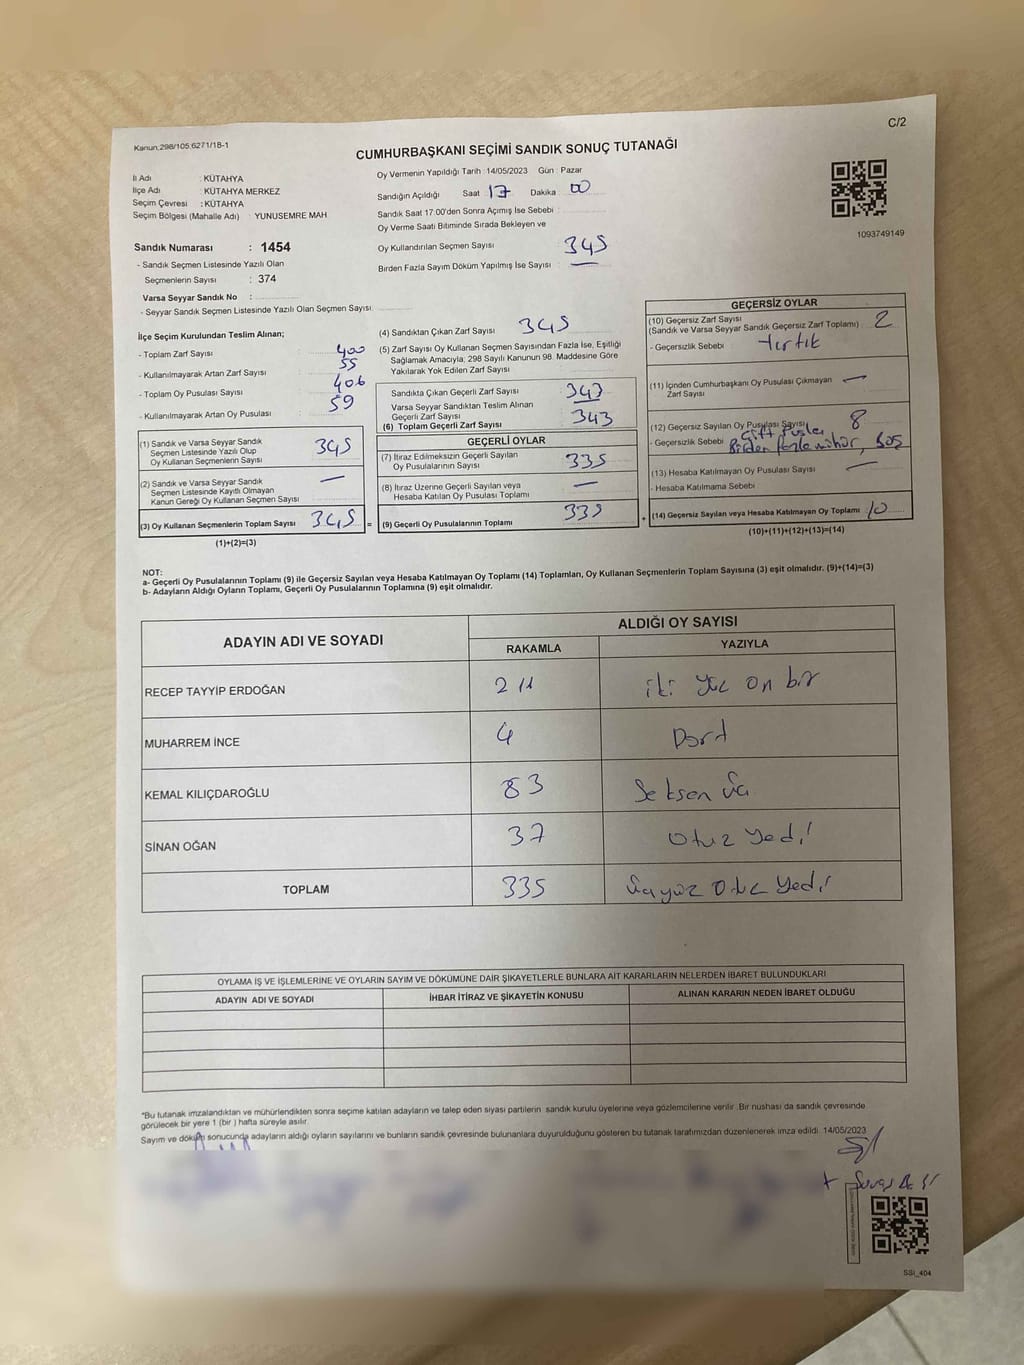 C/2
Kanun:298/105.6271/1B-1
CUMHURBAŞKANI SEÇİMİ SANDIK SONUÇ TUTANAĞI
İl Adı : KÜTAHYA
İlçe Adı : KÜTAHYA MERKEZ
Seçim Çevresi : KÜTAHYA
Seçim Bölgesi (Mahalle Adı) : YUNUSEMRE MAH
Sandık Numarası : 1454
- Sandık Seçmen Listesinde Yazılı Olan
Seçmenlerin Sayısı : 374
Varsa Seyyar Sandık No :
- Seyyar Sandık Seçmen Listesinde Yazılı Olan Seçmen Sayısı:
Oy Vermenin Yapıldığı Tarih :14/05/2023 Gün : Pazar
Sandığın Açıldığı Saat 17 Dakika 00
Sandık Saat 17.00'den Sonra Açımış İse Sebebi :
Oy Verme Saati Bitiminde Sırada Bekleyen ve
Oy Kullandırılan Seçmen Sayısı 345
Birden Fazla Sayım Döküm Yapılmış İse Sayısı : —
1093749149
İlçe Seçim Kurulundan Teslim Alınan;
- Toplam Zarf Sayısı : 400
- Kullanılmayarak Artan Zarf Sayısı : 55
- Toplam Oy Pusulası Sayısı : 406
- Kullanılmayarak Artan Oy Pusulası : 59
(1) Sandık ve Varsa Seyyar Sandık
Seçmen Listesinde Yazılı Olup
Oy Kullanan Seçmenlerin Sayısı 345
(2) Sandık ve Varsa Seyyar Sandık
Seçmen Listesinde Kayıtlı Olmayan
Kanun Gereği Oy Kullanan Seçmen Sayısı —
(3) Oy Kullanan Seçmenlerin Toplam Sayısı 345 =
(1)+(2)=(3)
(4) Sandıktan Çıkan Zarf Sayısı 345
(5) Zarf Sayısı Oy Kullanan Seçmen Sayısından Fazla İse, Eşitliği
Sağlamak Amacıyla; 298 Sayılı Kanunun 98. Maddesine Göre
Yakılarak Yok Edilen Zarf Sayısı :
Sandıkta Çıkan Geçerli Zarf Sayısı 343
Varsa Seyyar Sandıktan Teslim Alınan
Geçerli Zarf Sayısı —
(6) Toplam Geçerli Zarf Sayısı 343
GEÇERLİ OYLAR
(7) İtiraz Edilmeksizin Geçerli Sayılan
Oy Pusulalarının Sayısı : 335
(8) İtiraz Üzerine Geçerli Sayılan veya
Hesaba Katılan Oy Pusulası Toplamı —
(9) Geçerli Oy Pusulalarının Toplamı 335 +
GEÇERSİZ OYLAR
(10) Geçersiz Zarf Sayısı 2
(Sandık ve Varsa Seyyar Sandık Geçersiz Zarf Toplamı)
- Geçersizlik Sebebi : Yırtık
(11) İçinden Cumhurbaşkanı Oy Pusulası Çıkmayan —
Zarf Sayısı
(12) Geçersiz Sayılan Oy Pusulası Sayısı 8
- Geçersizlik Sebebi Çift Pusla,
Birden fazla mühür, Boş
(13) Hesaba Katılmayan Oy Pusulası Sayısı —
- Hesaba Katılmama Sebebi
(14) Geçersiz Sayılan veya Hesaba Katılmayan Oy Toplamı 10
(10)+(11)+(12)+(13)=(14)
NOT:
a- Geçerli Oy Pusulalarının Toplamı (9) ile Geçersiz Sayılan veya Hesaba Katılmayan Oy Toplamı (14) Toplamları, Oy Kullanan Seçmenlerin Toplam Sayısına (3) eşit olmalıdır. (9)+(14)=(3)
b- Adayların Aldığı Oyların Toplamı, Geçerli Oy Pusulalarının Toplamına (9) eşit olmalıdır.
ADAYIN ADI VE SOYADI
ALDIĞI OY SAYISI
RAKAMLA YAZIYLA
RECEP TAYYİP ERDOĞAN 211 iki yüz on bir
MUHARREM İNCE 4 Dört
KEMAL KILIÇDAROĞLU 83 Seksen üç
SİNAN OĞAN 37 Otuz yedi
TOPLAM 335 üçyüz Otuz yedi
OYLAMA İŞ VE İŞLEMLERİNE VE OYLARIN SAYIM VE DÖKÜMÜNE DAİR ŞİKAYETLERLE BUNLARA AİT KARARLARIN NELERDEN İBARET BULUNDUKLARI
ADAYIN ADI VE SOYADI İHBAR İTİRAZ VE ŞİKAYETİN KONUSU ALINAN KARARIN NEDEN İBARET OLDUĞU
*Bu tutanak imzalandıktan ve mühürlendikten sonra seçime katılan adayların ve talep eden siyasi partilerin sandık kurulu üyelerine veya gözlemcilerine verilir. Bir nushası da sandık çevresinde
görülecek bir yere 1 (bir ) hafta süreyle asılır.
Sayım ve döküm sonucunda adayların aldığı oyların sayılarını ve bunların sandık çevresinde bulunanlara duyurulduğunu gösteren bu tutanak taratımızdan düzenlenerek imza edildi. 14/05/2023
SSI_404